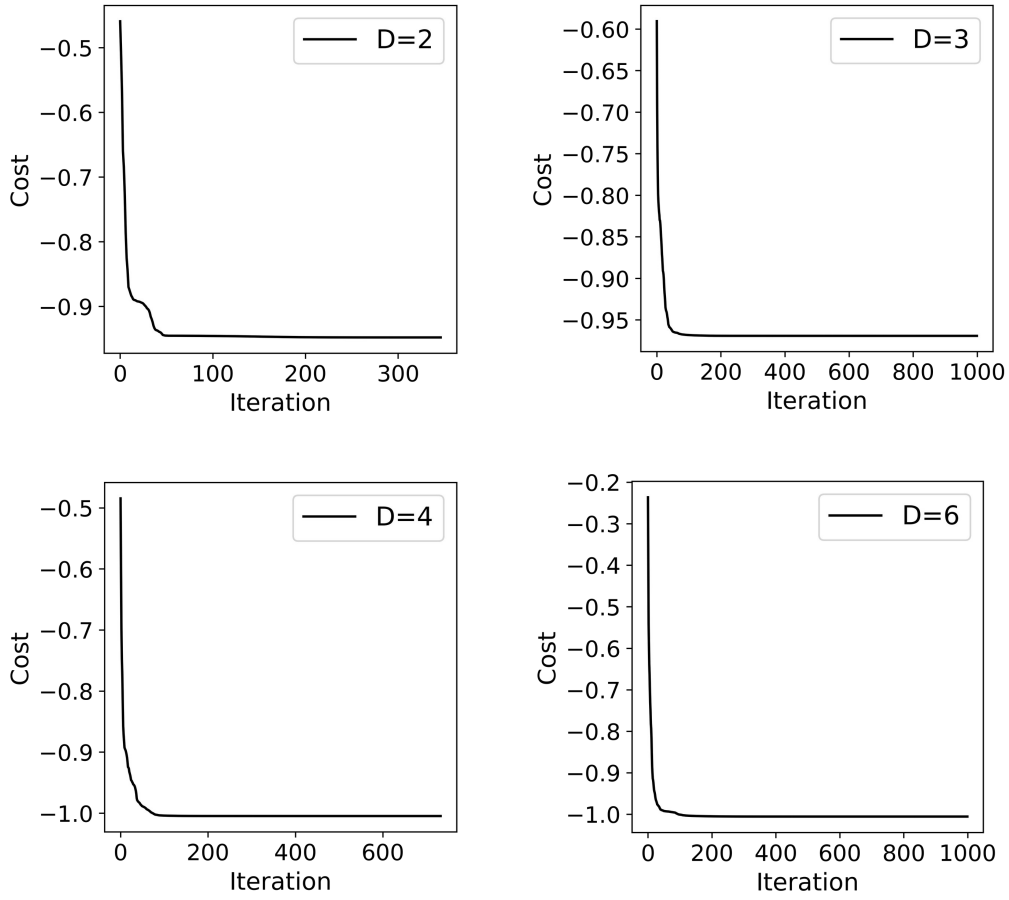 D=2
−0.5
−0.6
−0.7
−0.8
−0.9
Cost
0 100 200 300
Iteration
D=3
−0.60
−0.65
−0.70
−0.75
−0.80
−0.85
−0.90
−0.95
Cost
0 200 400 600 800 1000
Iteration
D=4
−0.5
−0.6
−0.7
−0.8
−0.9
−1.0
Cost
0 200 400 600
Iteration
D=6
−0.2
−0.3
−0.4
−0.5
−0.6
−0.7
−0.8
−0.9
−1.0
Cost
0 200 400 600 800 1000
Iteration